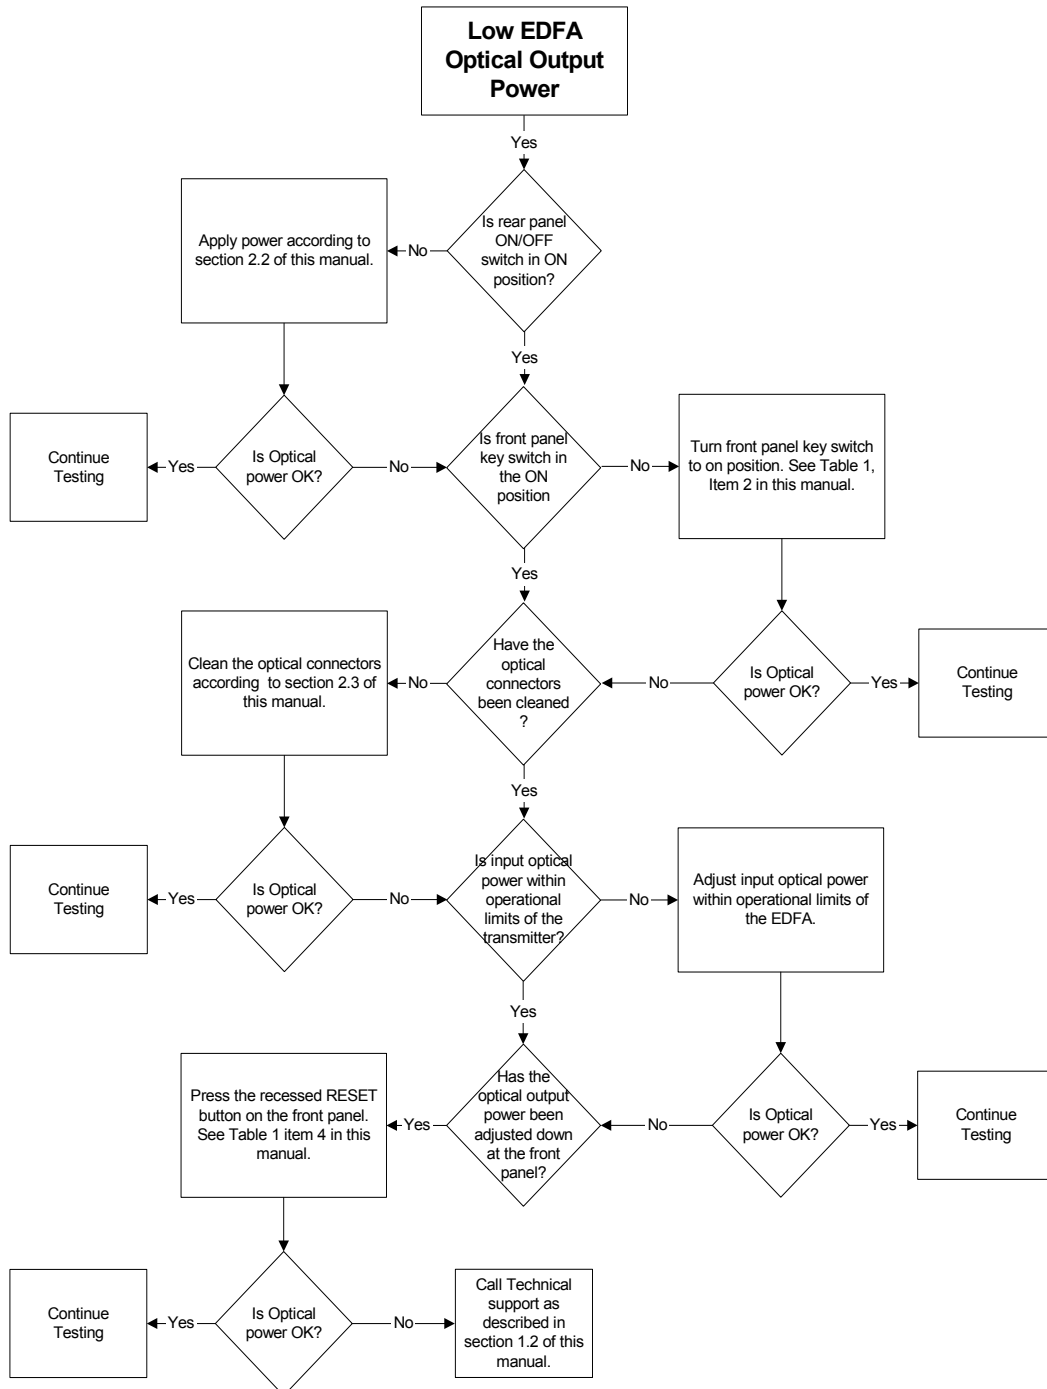 Low EDFA
Optical Output
Power
Yes
Is rear panel
ON/OFF
switch in ON
position?
No
Apply power according to
section 2.2 of this manual.
Yes
Is Optical
power OK?
Yes
Continue
Testing
No
Is front panel
key switch in
the ON
position
No
Turn front panel key switch
to on position. See Table 1,
Item 2 in this manual.
Yes
Have the
optical
connectors
been cleaned
?
No
Is Optical
power OK?
Yes
Continue
Testing
No
Clean the optical connectors
according to section 2.3 of
this manual.
Yes
Is Optical
power OK?
Yes
Continue
Testing
No
Is input optical
power within
operational
limits of the
transmitter?
No
Adjust input optical power
within operational limits of
the EDFA.
Yes
Has the
optical output
power been
adjusted down
at the front
panel?
No
Is Optical
power OK?
Yes
Continue
Testing
Yes
Press the recessed RESET
button on the front panel.
See Table 1 item 4 in this
manual.
Is Optical
power OK?
Yes
Continue
Testing
No
Call Technical
support as
described in
section 1.2 of this
manual.